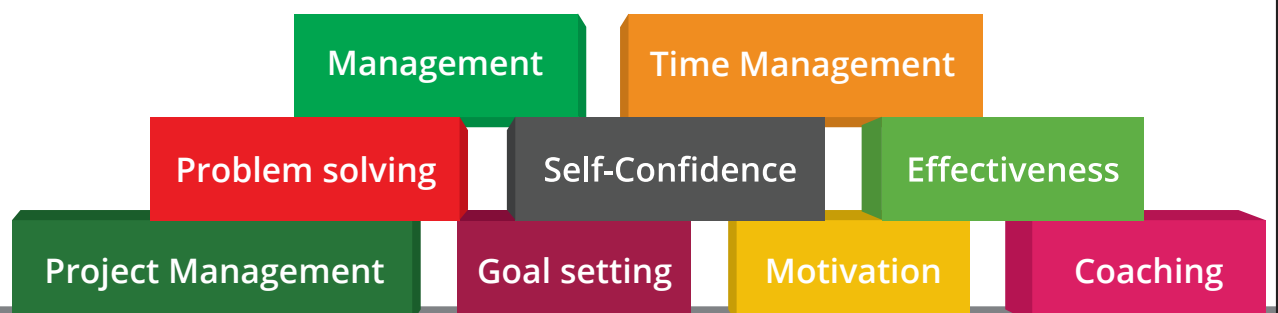 Management
Time Management
Problem solving
Self-Confidence
Effectiveness
Project Management
Goal setting
Motivation
Coaching